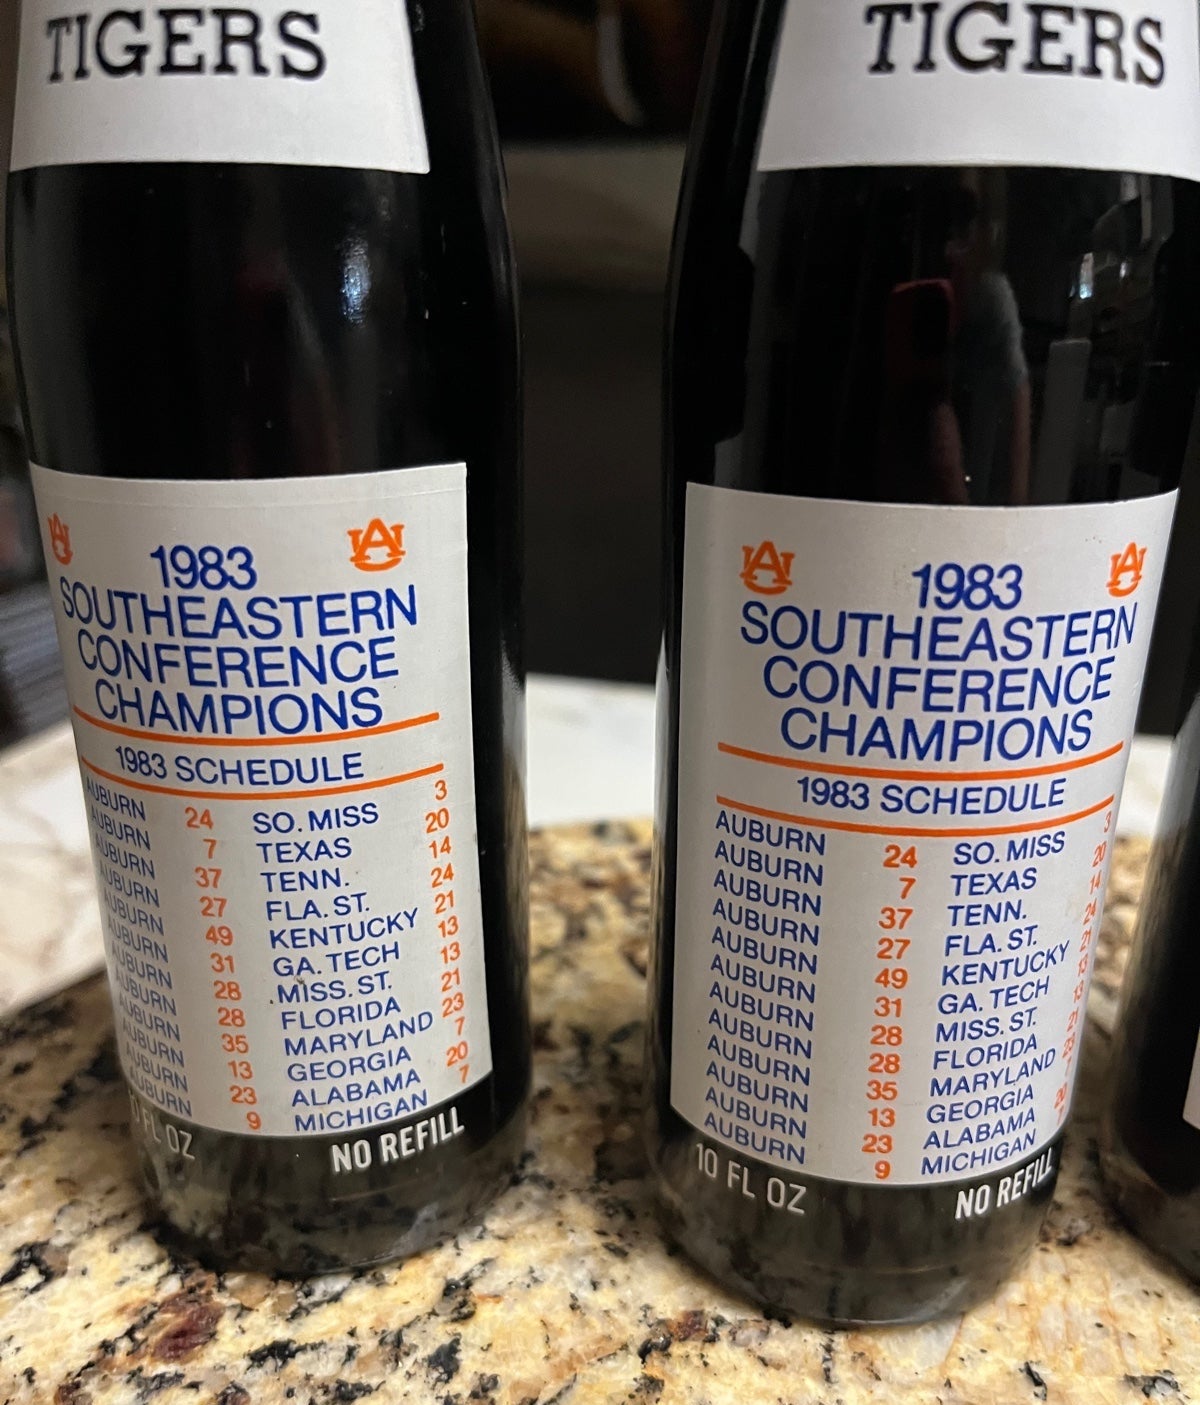 TIGERS
AU AU
1983
SOUTHEASTERN
CONFERENCE
CHAMPIONS
1983 SCHEDULE
AUBURN 24 SO. MISS 3
AUBURN 7 TEXAS 20
AUBURN 37 TENN. 14
AUBURN 27 FLA. ST. 24
AUBURN 49 KENTUCKY 21
AUBURN 31 GA. TECH 13
AUBURN 28 MISS. ST. 13
AUBURN 28 FLORIDA 21
AUBURN 35 MARYLAND 23
AUBURN 13 GEORGIA 7
AUBURN 23 ALABAMA 20
AUBURN 9 MICHIGAN 7
FL OZ NO REFILL
TIGERS
AU AU
1983
SOUTHEASTERN
CONFERENCE
CHAMPIONS
1983 SCHEDULE
AUBURN 24 SO. MISS 3
AUBURN 7 TEXAS 20
AUBURN 37 TENN. 14
AUBURN 27 FLA. ST. 24
AUBURN 49 KENTUCKY 21
AUBURN 31 GA. TECH 13
AUBURN 28 MISS. ST. 13
AUBURN 28 FLORIDA 21
AUBURN 35 MARYLAND 23
AUBURN 13 GEORGIA 7
AUBURN 23 ALABAMA 20
AUBURN 9 MICHIGAN 7
10 FL OZ NO REFILL